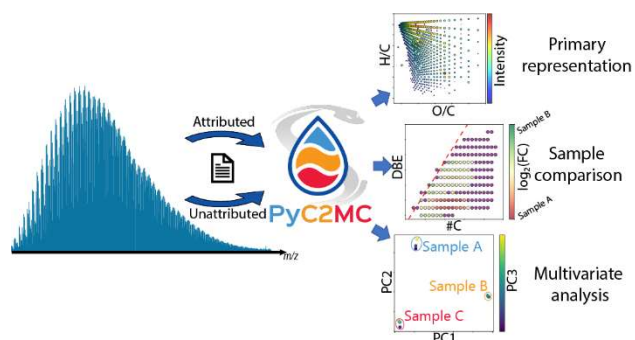 H/C
O/C
Intensity
Primary
representation
Attributed
Unattributed
PyC2MC
m/z
DBE
#C
Sample B
log₂(FC)
Sample A
Sample
comparison
Sample A
Sample B
Sample C
PC2
PC1
PC3
Multivariate
analysis